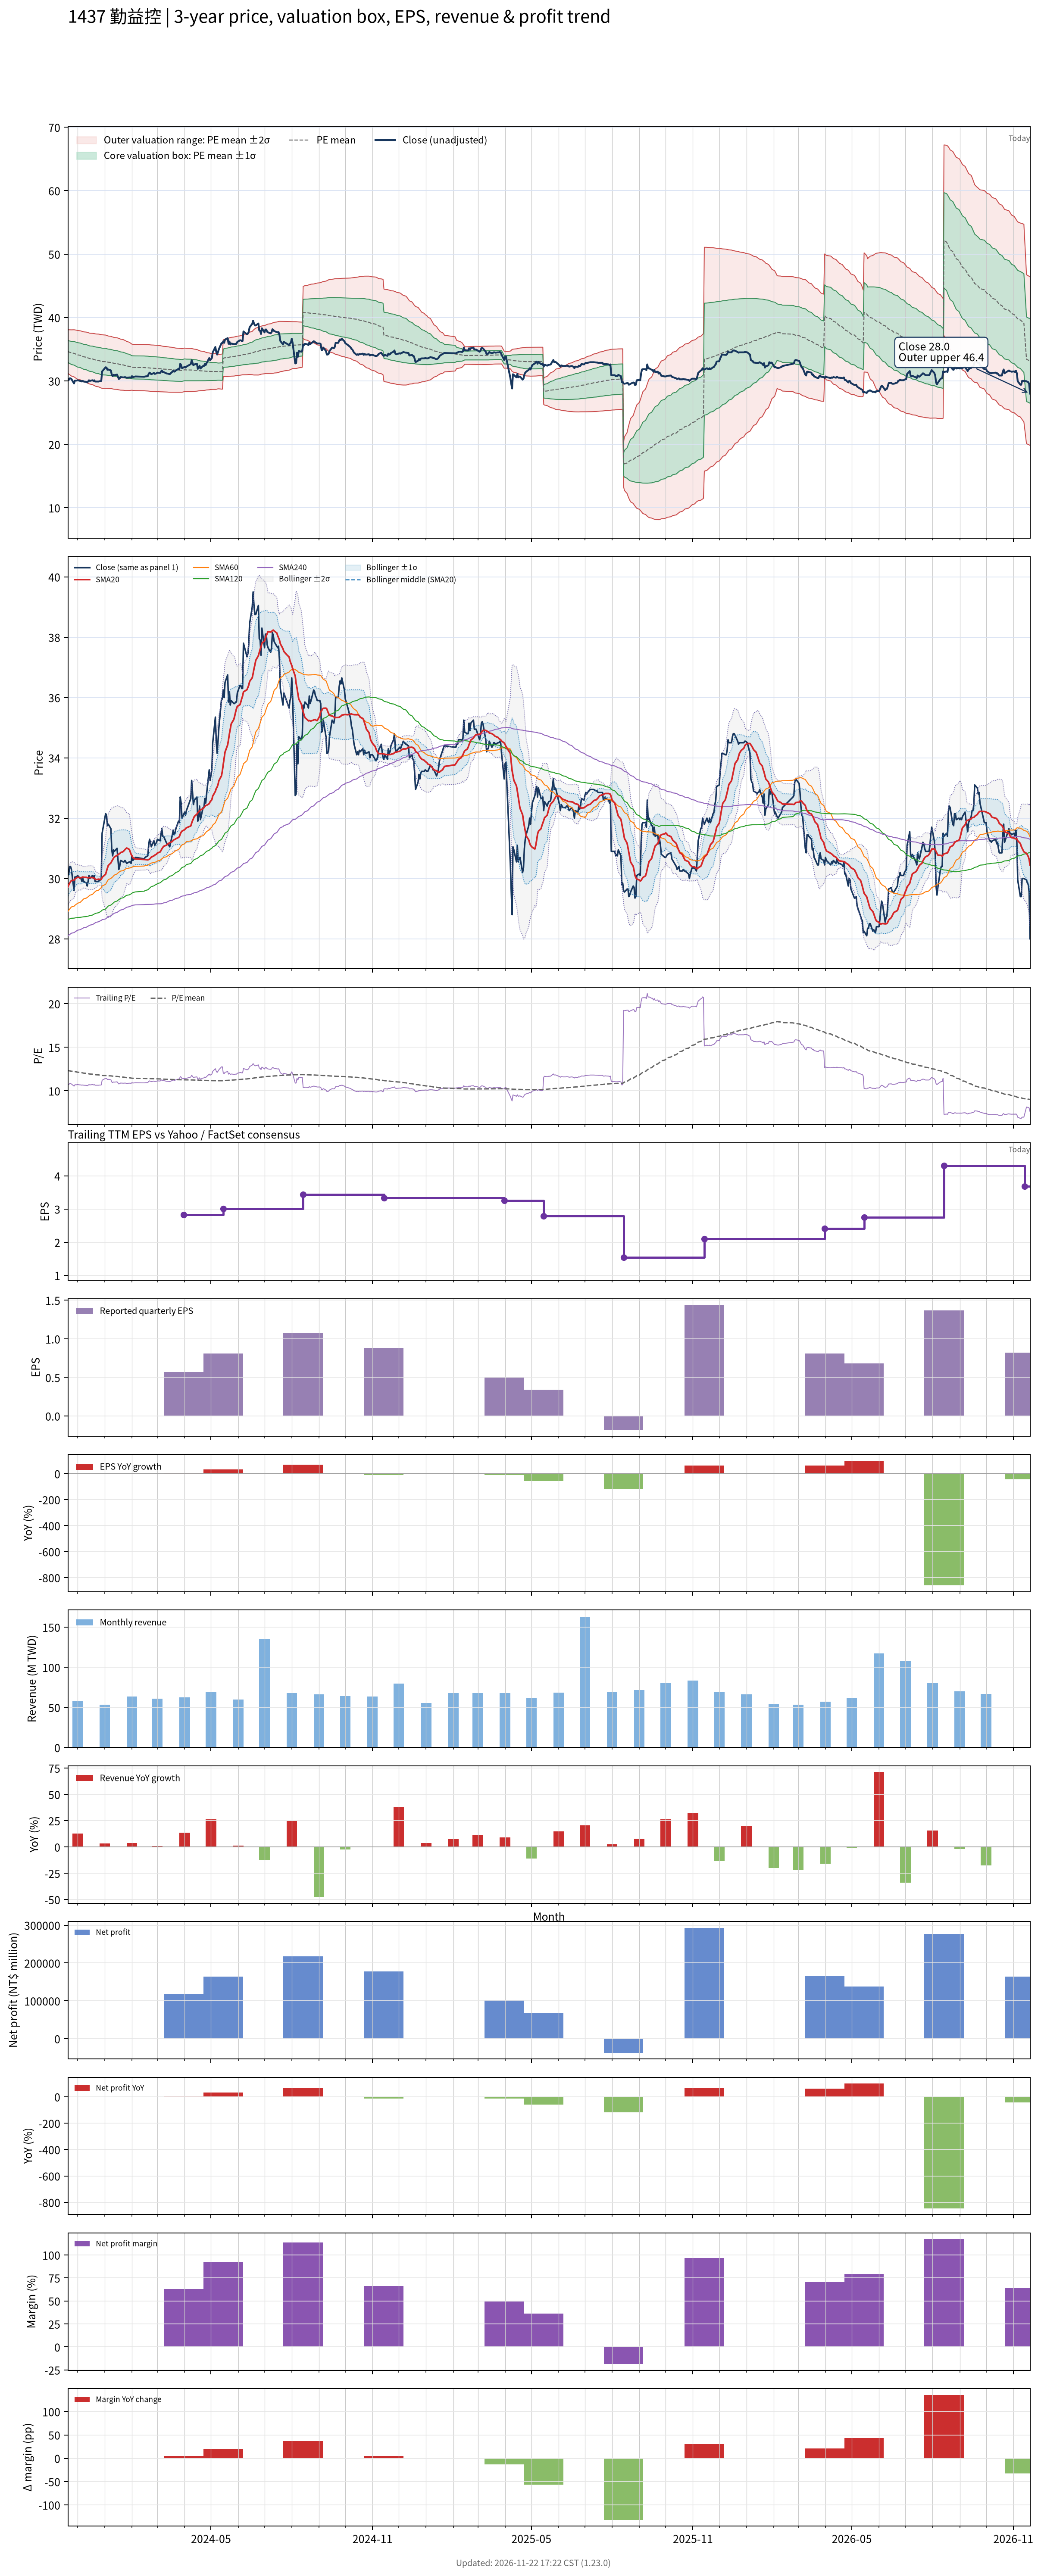 1437 勤益控 | 3-year price, valuation box, EPS, revenue & profit trend
Outer valuation range: PE mean ±2σ
Core valuation box: PE mean ±1σ
PE mean
Close (unadjusted)
Today
Price (TWD)
70
60
50
40
30
20
10
Close 28.0
Outer upper 46.4
Close (same as panel 1)
SMA20
SMA60
SMA120
SMA240
Bollinger ±2σ
Bollinger ±1σ
Bollinger middle (SMA20)
Price
40
38
36
34
32
30
28
Trailing P/E
P/E mean
P/E
20
15
10
Trailing TTM EPS vs Yahoo / FactSet consensus
Today
EPS
4
3
2
1
Reported quarterly EPS
EPS
1.5
1.0
0.5
0.0
EPS YoY growth
YoY (%)
0
-200
-400
-600
-800
Monthly revenue
Revenue (M TWD)
150
100
50
0
Revenue YoY growth
YoY (%)
75
50
25
0
-25
-50
Month
Net profit
Net profit (NT$ million)
300000
200000
100000
0
Net profit YoY
YoY (%)
0
-200
-400
-600
-800
Net profit margin
Margin (%)
100
75
50
25
0
-25
Margin YoY change
Δ margin (pp)
100
50
0
-50
-100
2024-05
2024-11
2025-05
2025-11
2026-05
2026-11
Updated: 2026-11-22 17:22 CST (1.23.0)